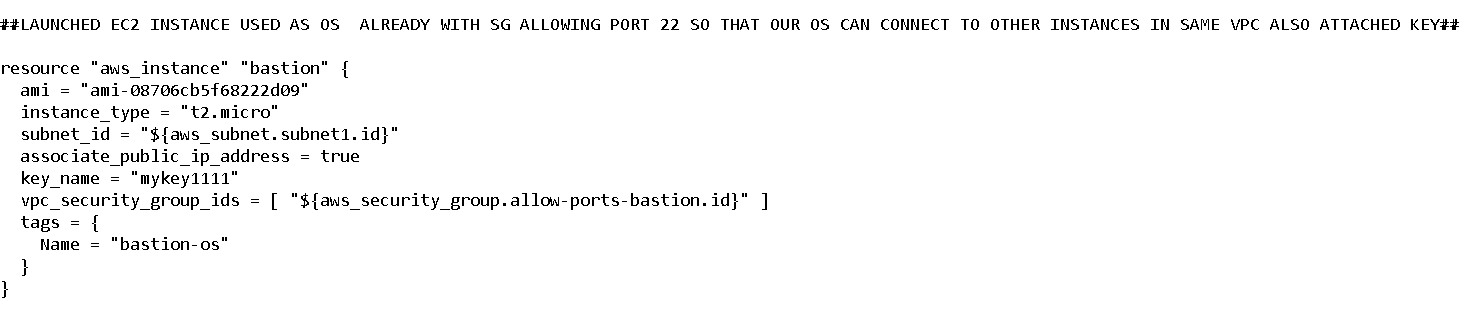 ##LAUNCHED EC2 INSTANCE USED AS OS  ALREADY WITH SG ALLOWING PORT 22 SO THAT OUR OS CAN CONNECT TO OTHER INSTANCES IN SAME VPC ALSO ATTACHED KEY##

resource "aws_instance" "bastion" {
  ami = "ami-08706cb5f68222d09"
  instance_type = "t2.micro"
  subnet_id = "${aws_subnet.subnet1.id}"
  associate_public_ip_address = true
  key_name = "mykey1111"
  vpc_security_group_ids = [ "${aws_security_group.allow-ports-bastion.id}" ]
  tags = {
    Name = "bastion-os"
  }
}